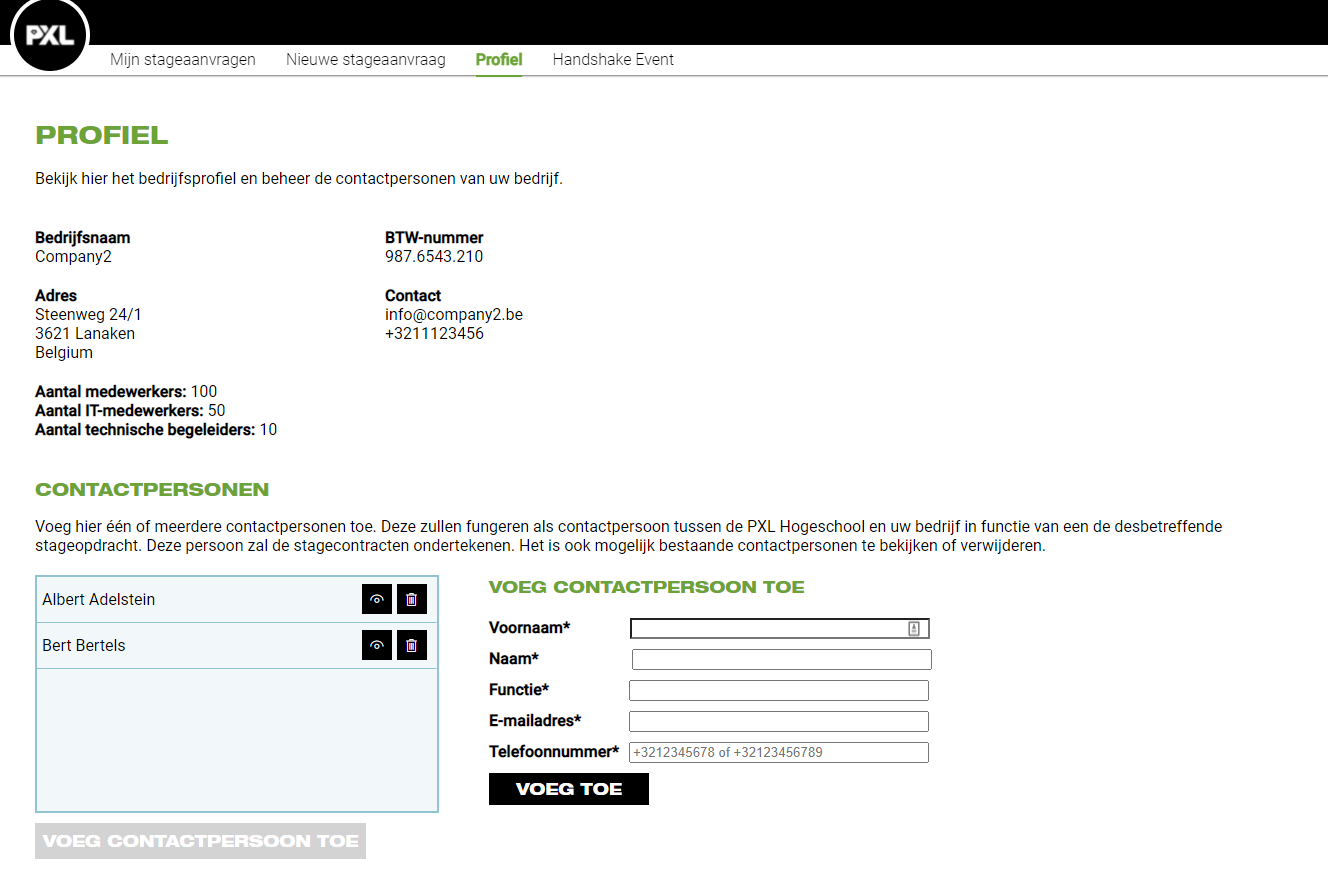 PXL
Mijn stageaanvragen Nieuwe stageaanvraag Profiel Handshake Event
PROFIEL
Bekijk hier het bedrijfsprofiel en beheer de contactpersonen van uw bedrijf.
Bedrijfsnaam
Company2
BTW-nummer
987.6543.210
Adres
Steenweg 24/1
3621 Lanaken
Belgium
Contact
info@company2.be
+3211123456
Aantal medewerkers: 100
Aantal IT-medewerkers: 50
Aantal technische begeleiders: 10
CONTACTPERSONEN
Voeg hier één of meerdere contactpersonen toe. Deze zullen fungeren als contactpersoon tussen de PXL Hogeschool en uw bedrijf in functie van een de desbetreffende
stageopdracht. Deze persoon zal de stagecontracten ondertekenen. Het is ook mogelijk bestaande contactpersonen te bekijken of verwijderen.
Albert Adelstein
Bert Bertels
VOEG CONTACTPERSOON TOE
VOEG CONTACTPERSOON TOE
Voornaam*
Naam*
Functie*
E-mailadres*
Telefoonnummer* +3212345678 of +32123456789
VOEG TOE